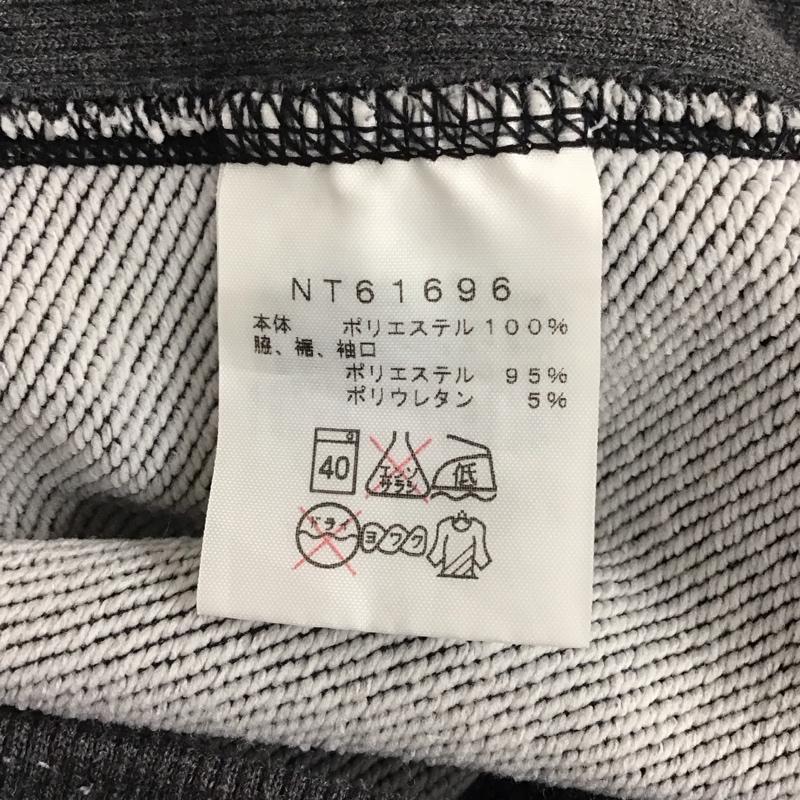 NT61696
本体 ポリエステル100%
脇、裾、袖口
ポリエステル 95%
ポリウレタン 5%
40 エンソ サラシ 低
ドライ ヨワク